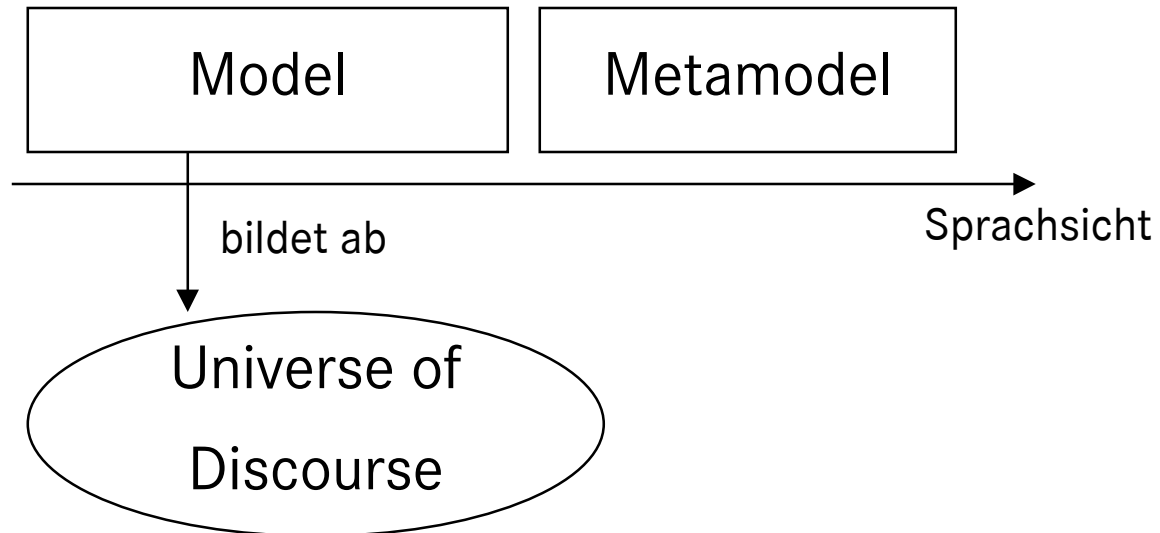 Model
Metamodel
Sprachsicht
bildet ab
Universe of
Discourse